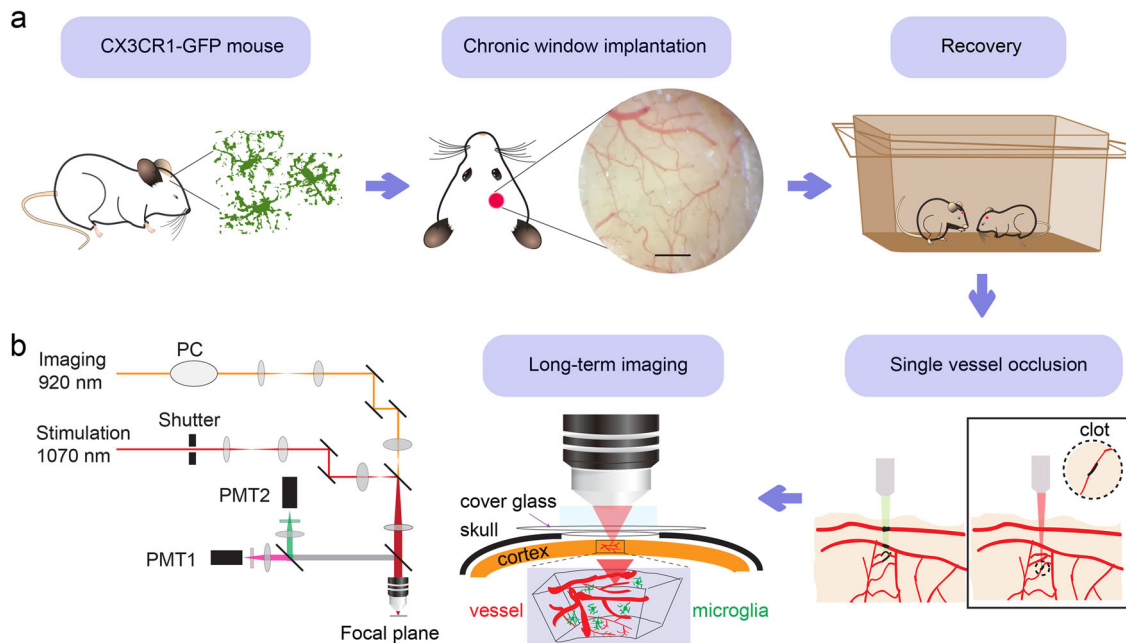 a
CX3CR1-GFP mouse
Chronic window implantation
Recovery
b
Imaging
920 nm
PC
Stimulation
1070 nm
Shutter
PMT2
PMT1
Focal plane
Long-term imaging
cover glass
skull
cortex
vessel
microglia
Single vessel occlusion
clot